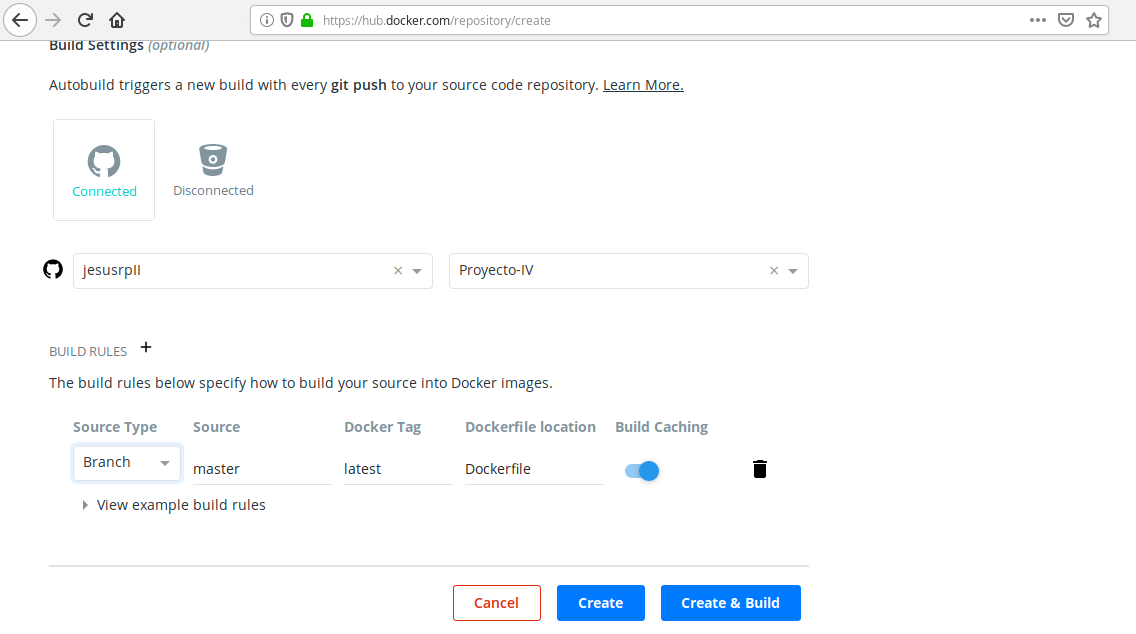 https://hub.docker.com/repository/create
Build Settings (optional)
Autobuild triggers a new build with every git push to your source code repository. Learn More.
Connected
Disconnected
jesusrpII
Proyecto-IV
BUILD RULES +
The build rules below specify how to build your source into Docker images.
Source Type Source Docker Tag Dockerfile location Build Caching
Branch master latest Dockerfile
View example build rules
Cancel Create Create & Build